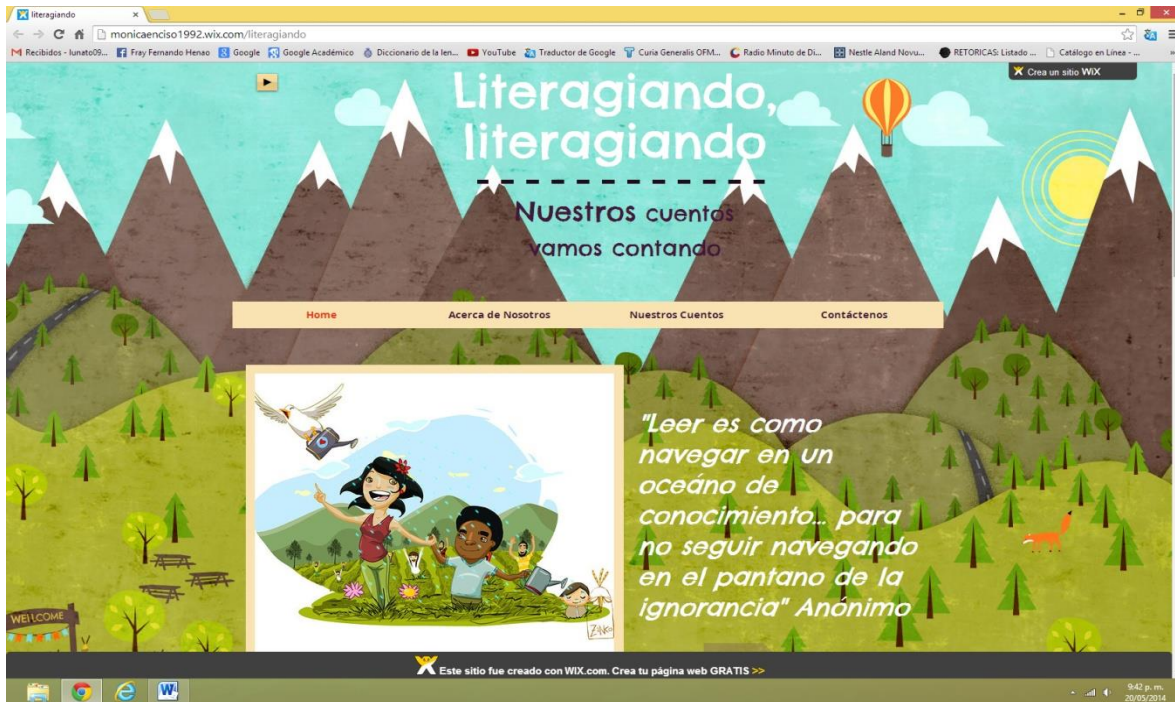 literagiando
monicaenciso1992.wix.com/literagiando
Recibidos - lunato09... Fray Fernando Henao Google Google Académico Diccionario de la len... YouTube Traductor de Google Curia Generalis OFM... Radio Minuto de Di... Nestle Aland Novu... RETORICAS: Listado ... Catálogo en Línea - ...
Crea un sitio WiX
Literagiando,
literagiando
Nuestros cuentos
vamos contando
Home Acerca de Nosotros Nuestros Cuentos Contáctenos
"Leer es como
navegar en un
oceáno de
conocimiento... para
no seguir navegando
en el pantano de la
ignorancia" Anónimo
WELLCOME
Este sitio fue creado con WIX.com. Crea tu página web GRATIS >>
9:42 p. m.
20/05/2014